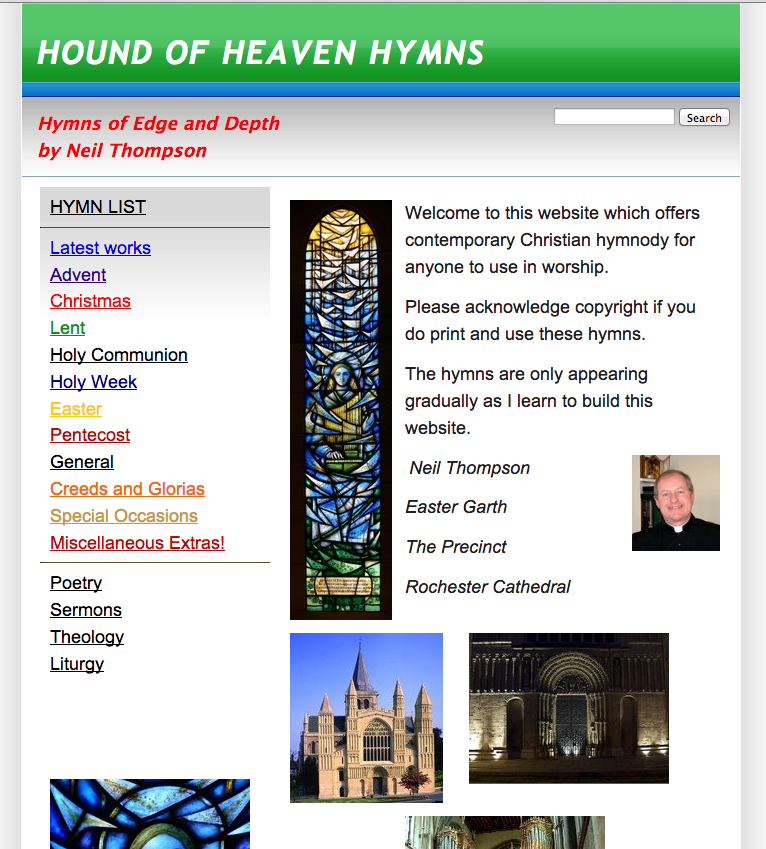 HOUND OF HEAVEN HYMNS
Hymns of Edge and Depth
by Neil Thompson
Search
HYMN LIST
Latest works
Advent
Christmas
Lent
Holy Communion
Holy Week
Easter
Pentecost
General
Creeds and Glorias
Special Occasions
Miscellaneous Extras!
Poetry
Sermons
Theology
Liturgy
Welcome to this website which offers
contemporary Christian hymnody for
anyone to use in worship.
Please acknowledge copyright if you
do print and use these hymns.
The hymns are only appearing
gradually as I learn to build this
website.
Neil Thompson
Easter Garth
The Precinct
Rochester Cathedral